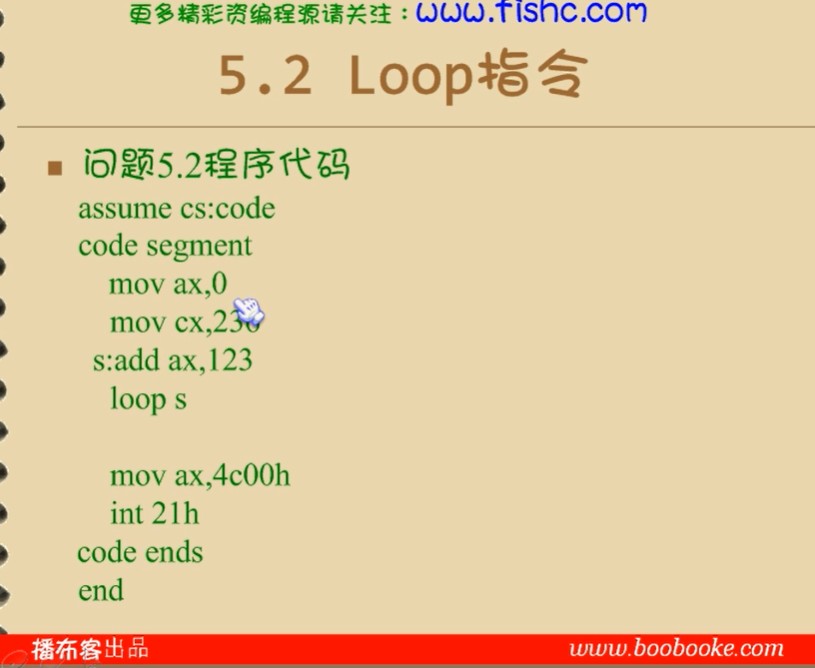 更多精彩资编程源请关注：www.fishc.com
5.2 Loop指令
问题5.2程序代码
assume cs:code
code segment
mov ax,0
mov cx,236
s:add ax,123
loop s
mov ax,4c00h
int 21h
code ends
end
播布客出品
www.boobooke.com